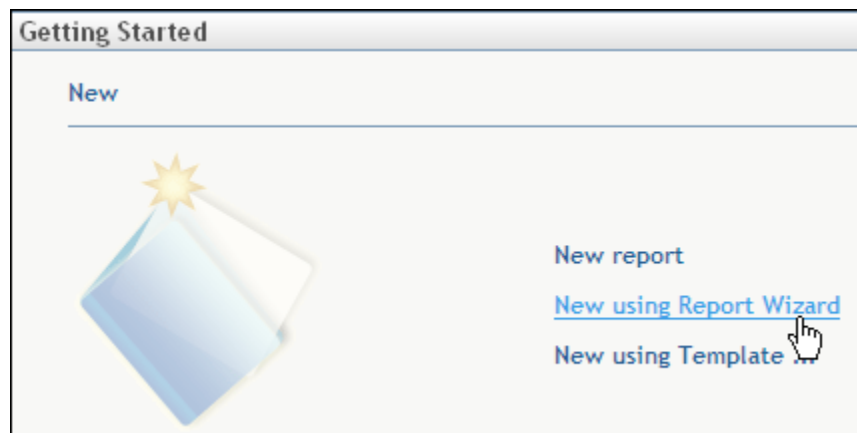 Getting Started
New
New report
New using Report Wizard
New using Template ...